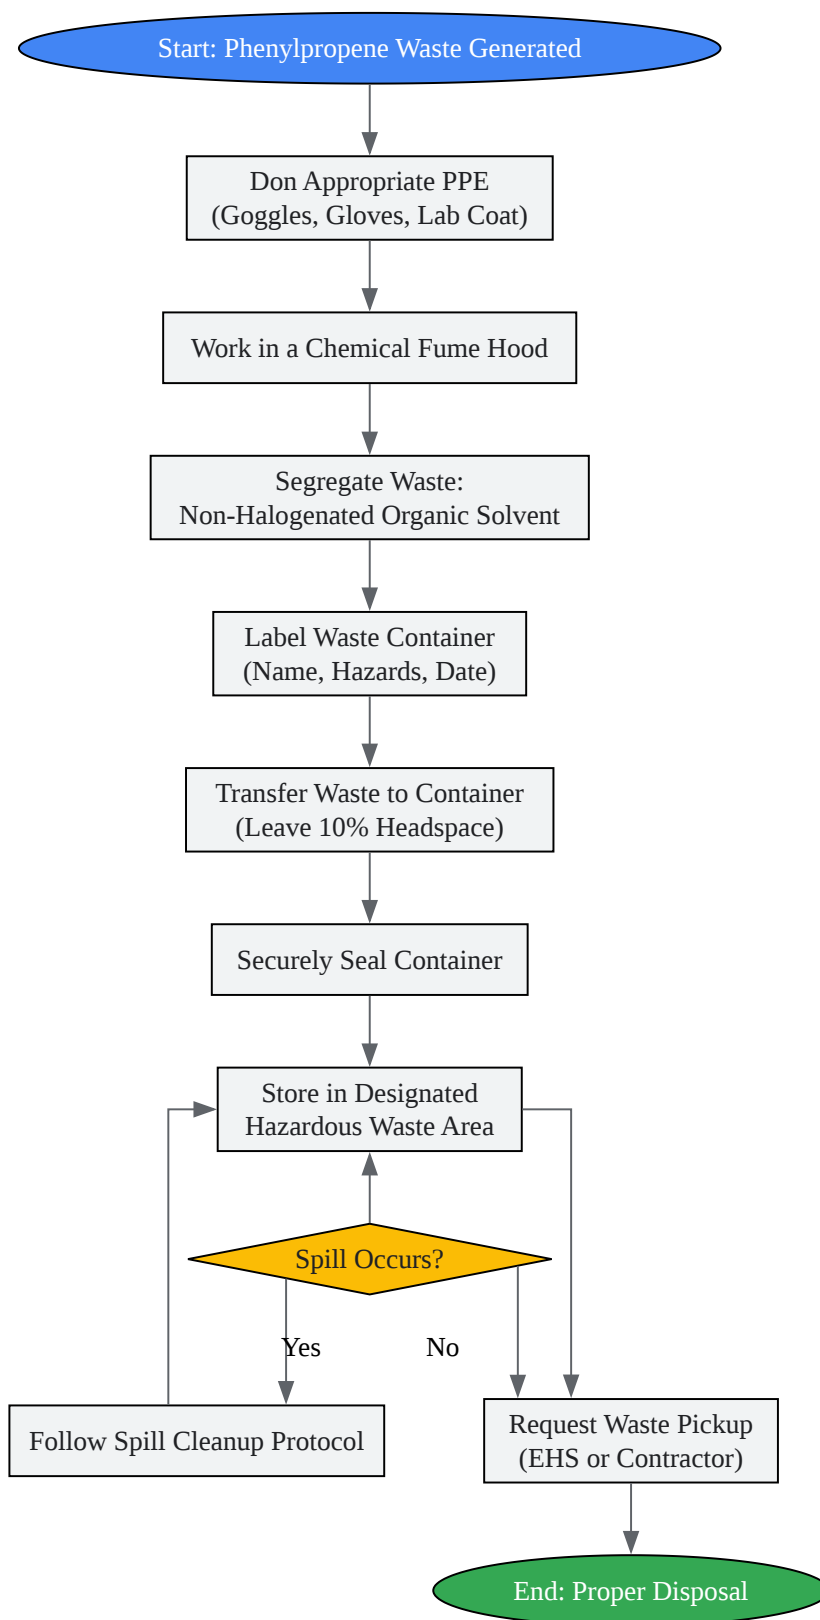 Start: Phenylpropene Waste Generated
Don Appropriate PPE
(Goggles, Gloves, Lab Coat)
Work in a Chemical Fume Hood
Segregate Waste:
Non-Halogenated Organic Solvent
Label Waste Container
(Name, Hazards, Date)
Transfer Waste to Container
(Leave 10% Headspace)
Securely Seal Container
Store in Designated
Hazardous Waste Area
Spill Occurs?
Yes
No
Follow Spill Cleanup Protocol
Request Waste Pickup
(EHS or Contractor)
End: Proper Disposal